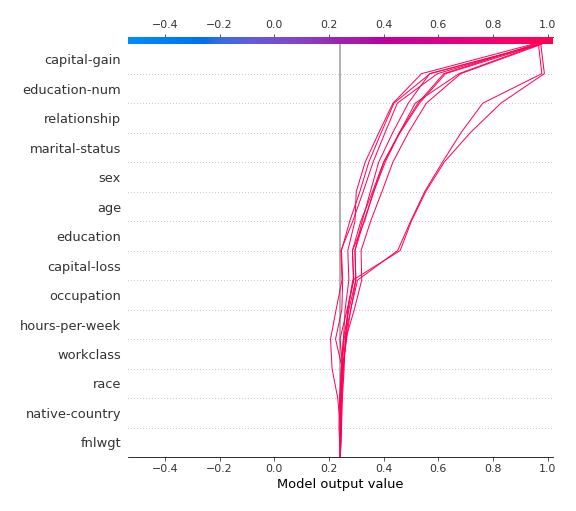 −0.4 −0.2 0.0 0.2 0.4 0.6 0.8 1.0
capital-gain
education-num
relationship
marital-status
sex
age
education
capital-loss
occupation
hours-per-week
workclass
race
native-country
fnlwgt
−0.4 −0.2 0.0 0.2 0.4 0.6 0.8 1.0
Model output value